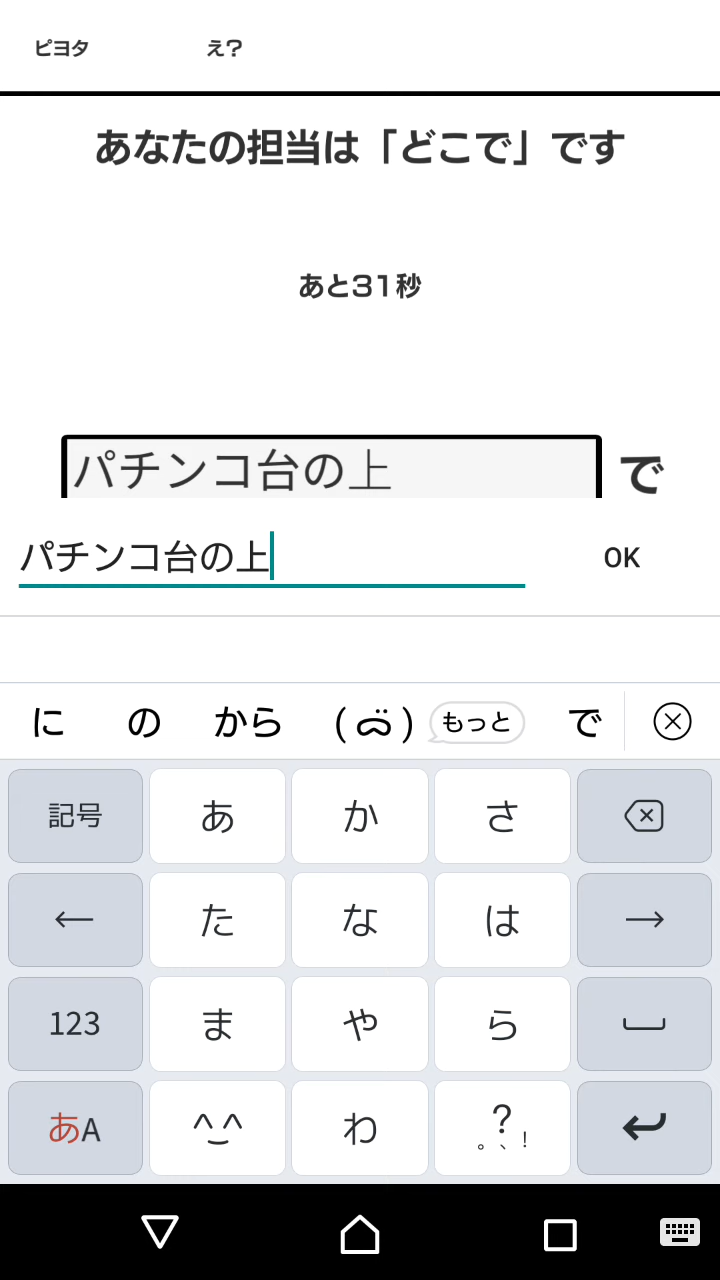 ピヨタ え?
あなたの担当は「どこで」です
あと31秒
パチンコ台の上 で
パチンコ台の上 OK
に の から もっと で
記号 あ か さ
← た な は →
123 ま や ら
あA ^_^ わ ?。、!